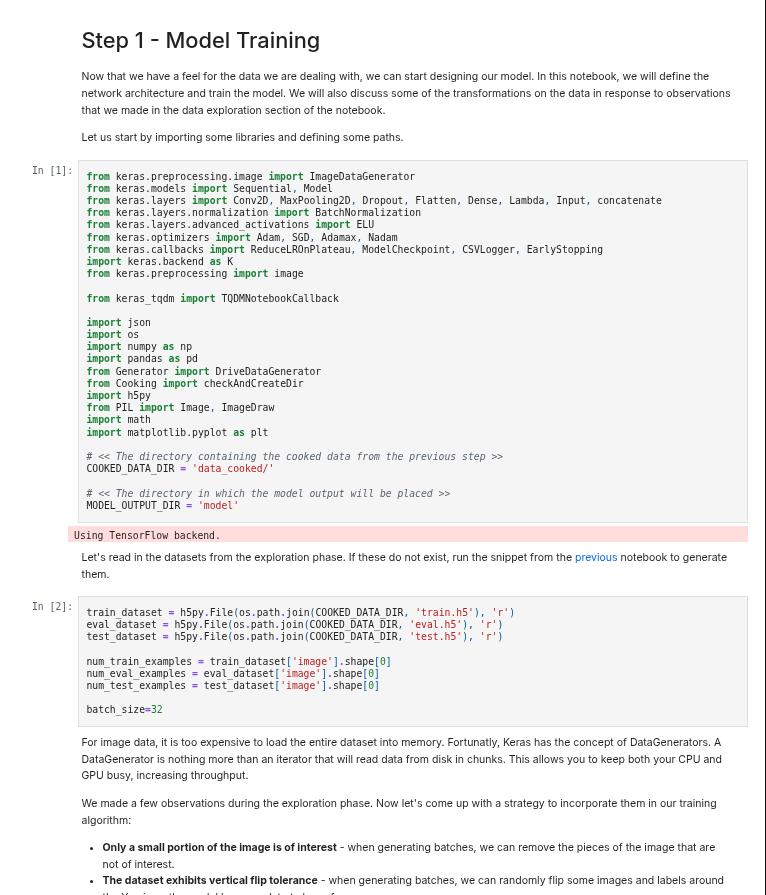 Step 1 - Model Training
Now that we have a feel for the data we are dealing with, we can start designing our model. In this notebook, we will define the
network architecture and train the model. We will also discuss some of the transformations on the data in response to observations
that we made in the data exploration section of the notebook.
Let us start by importing some libraries and defining some paths.
In [1]:
from keras.preprocessing.image import ImageDataGenerator
from keras.models import Sequential, Model
from keras.layers import Conv2D, MaxPooling2D, Dropout, Flatten, Dense, Lambda, Input, concatenate
from keras.layers.normalization import BatchNormalization
from keras.layers.advanced_activations import ELU
from keras.optimizers import Adam, SGD, Adamax, Nadam
from keras.callbacks import ReduceLROnPlateau, ModelCheckpoint, CSVLogger, EarlyStopping
import keras.backend as K
from keras.preprocessing import image
from keras_tqdm import TQDMNotebookCallback
import json
import os
import numpy as np
import pandas as pd
from Generator import DriveDataGenerator
from Cooking import checkAndCreateDir
import h5py
from PIL import Image, ImageDraw
import math
import matplotlib.pyplot as plt
# << The directory containing the cooked data from the previous step >>
COOKED_DATA_DIR = 'data_cooked/'
# << The directory in which the model output will be placed >>
MODEL_OUTPUT_DIR = 'model'
Using TensorFlow backend.
Let's read in the datasets from the exploration phase. If these do not exist, run the snippet from the previous notebook to generate
them.
In [2]:
train_dataset = h5py.File(os.path.join(COOKED_DATA_DIR, 'train.h5'), 'r')
eval_dataset = h5py.File(os.path.join(COOKED_DATA_DIR, 'eval.h5'), 'r')
test_dataset = h5py.File(os.path.join(COOKED_DATA_DIR, 'test.h5'), 'r')
num_train_examples = train_dataset['image'].shape[0]
num_eval_examples = eval_dataset['image'].shape[0]
num_test_examples = test_dataset['image'].shape[0]
batch_size=32
For image data, it is too expensive to load the entire dataset into memory. Fortunatly, Keras has the concept of DataGenerators. A
DataGenerator is nothing more than an iterator that will read data from disk in chunks. This allows you to keep both your CPU and
GPU busy, increasing throughput.
We made a few observations during the exploration phase. Now let's come up with a strategy to incorporate them in our training
algorithm:
• Only a small portion of the image is of interest - when generating batches, we can remove the pieces of the image that are
not of interest.
• The dataset exhibits vertical flip tolerance - when generating batches, we can randomly flip some images and labels around